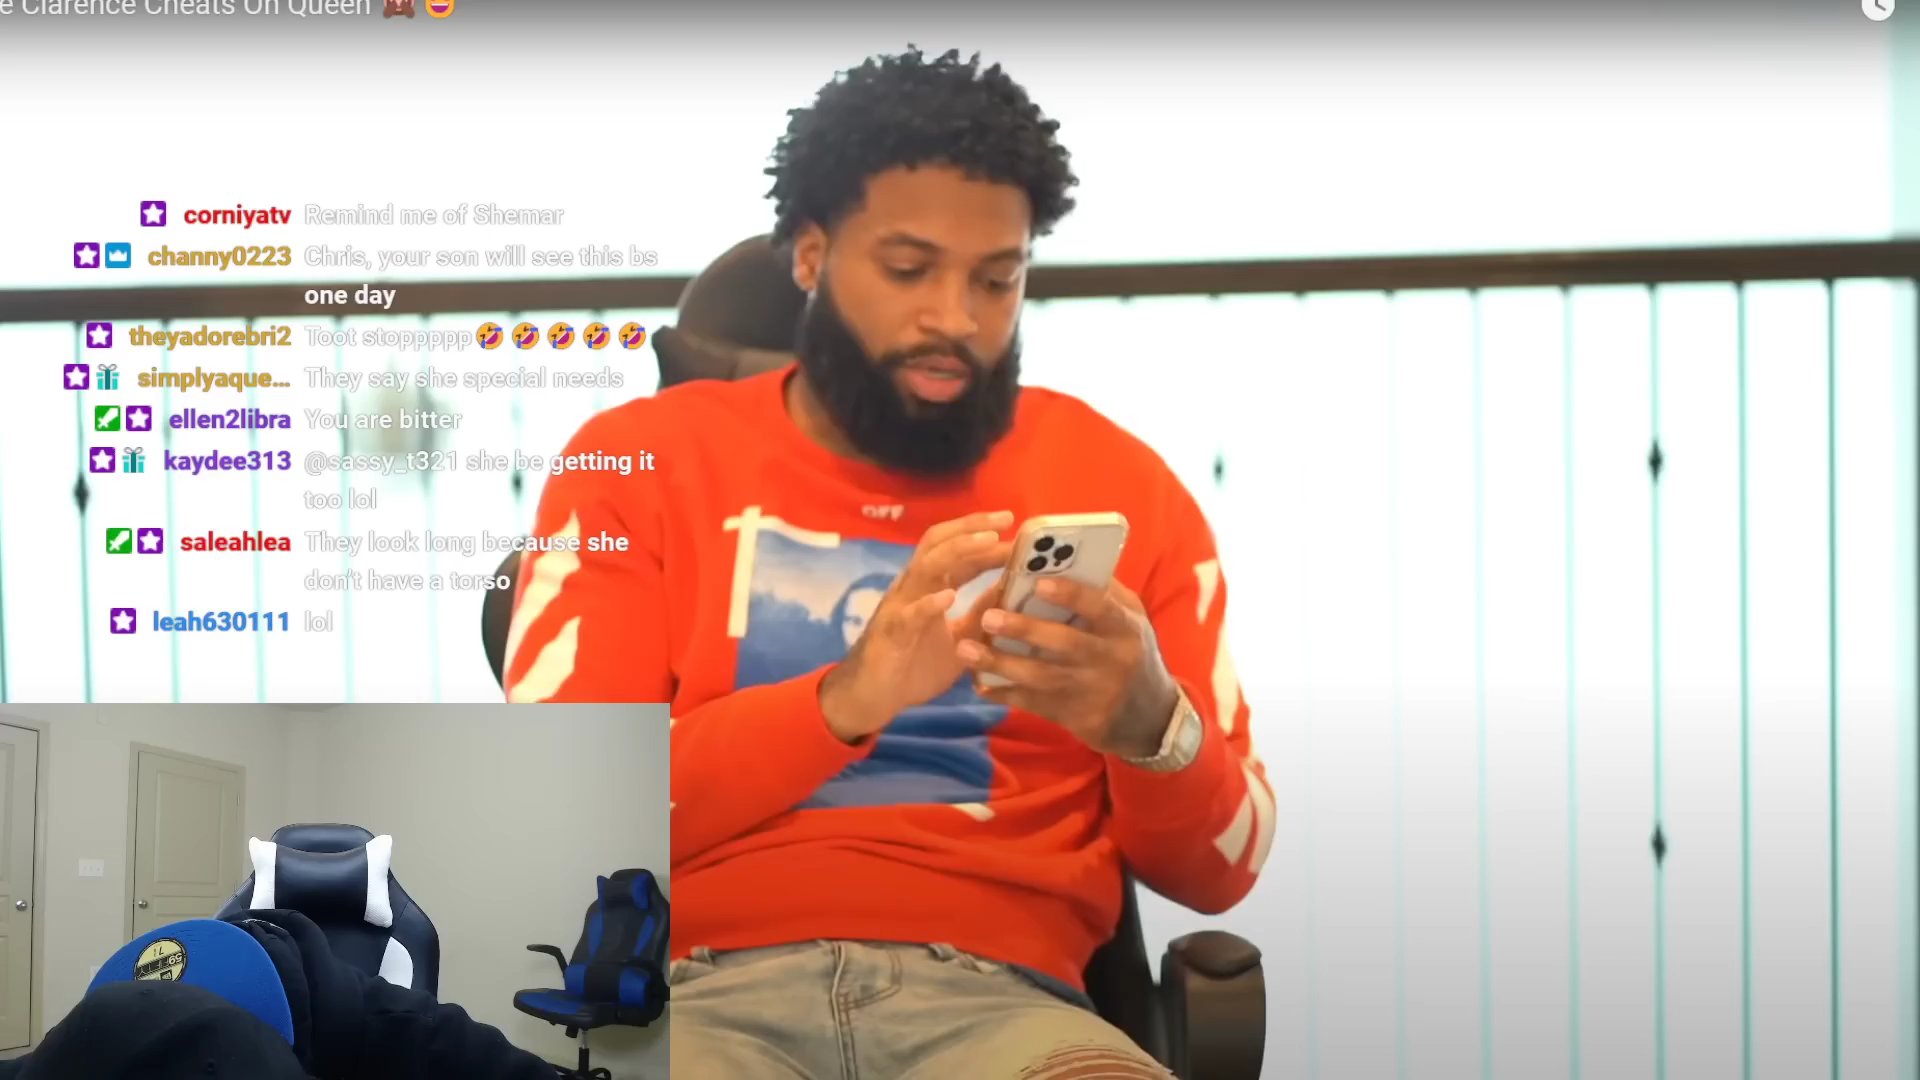 e Clarence Cheats On Queen
corniyatv Remind me of Shemar
channy0223 Chris, your son will see this bs
one day
theyadorebri2 Toot stoppppp🤣🤣🤣🤣🤣
simplyaque... They say she special needs
ellen2libra You are bitter
kaydee313 @sassy_t321 she be getting it
too lol
saleahlea They look long because she
don't have a torso
leah630111 lol
OFF
59FIFTY